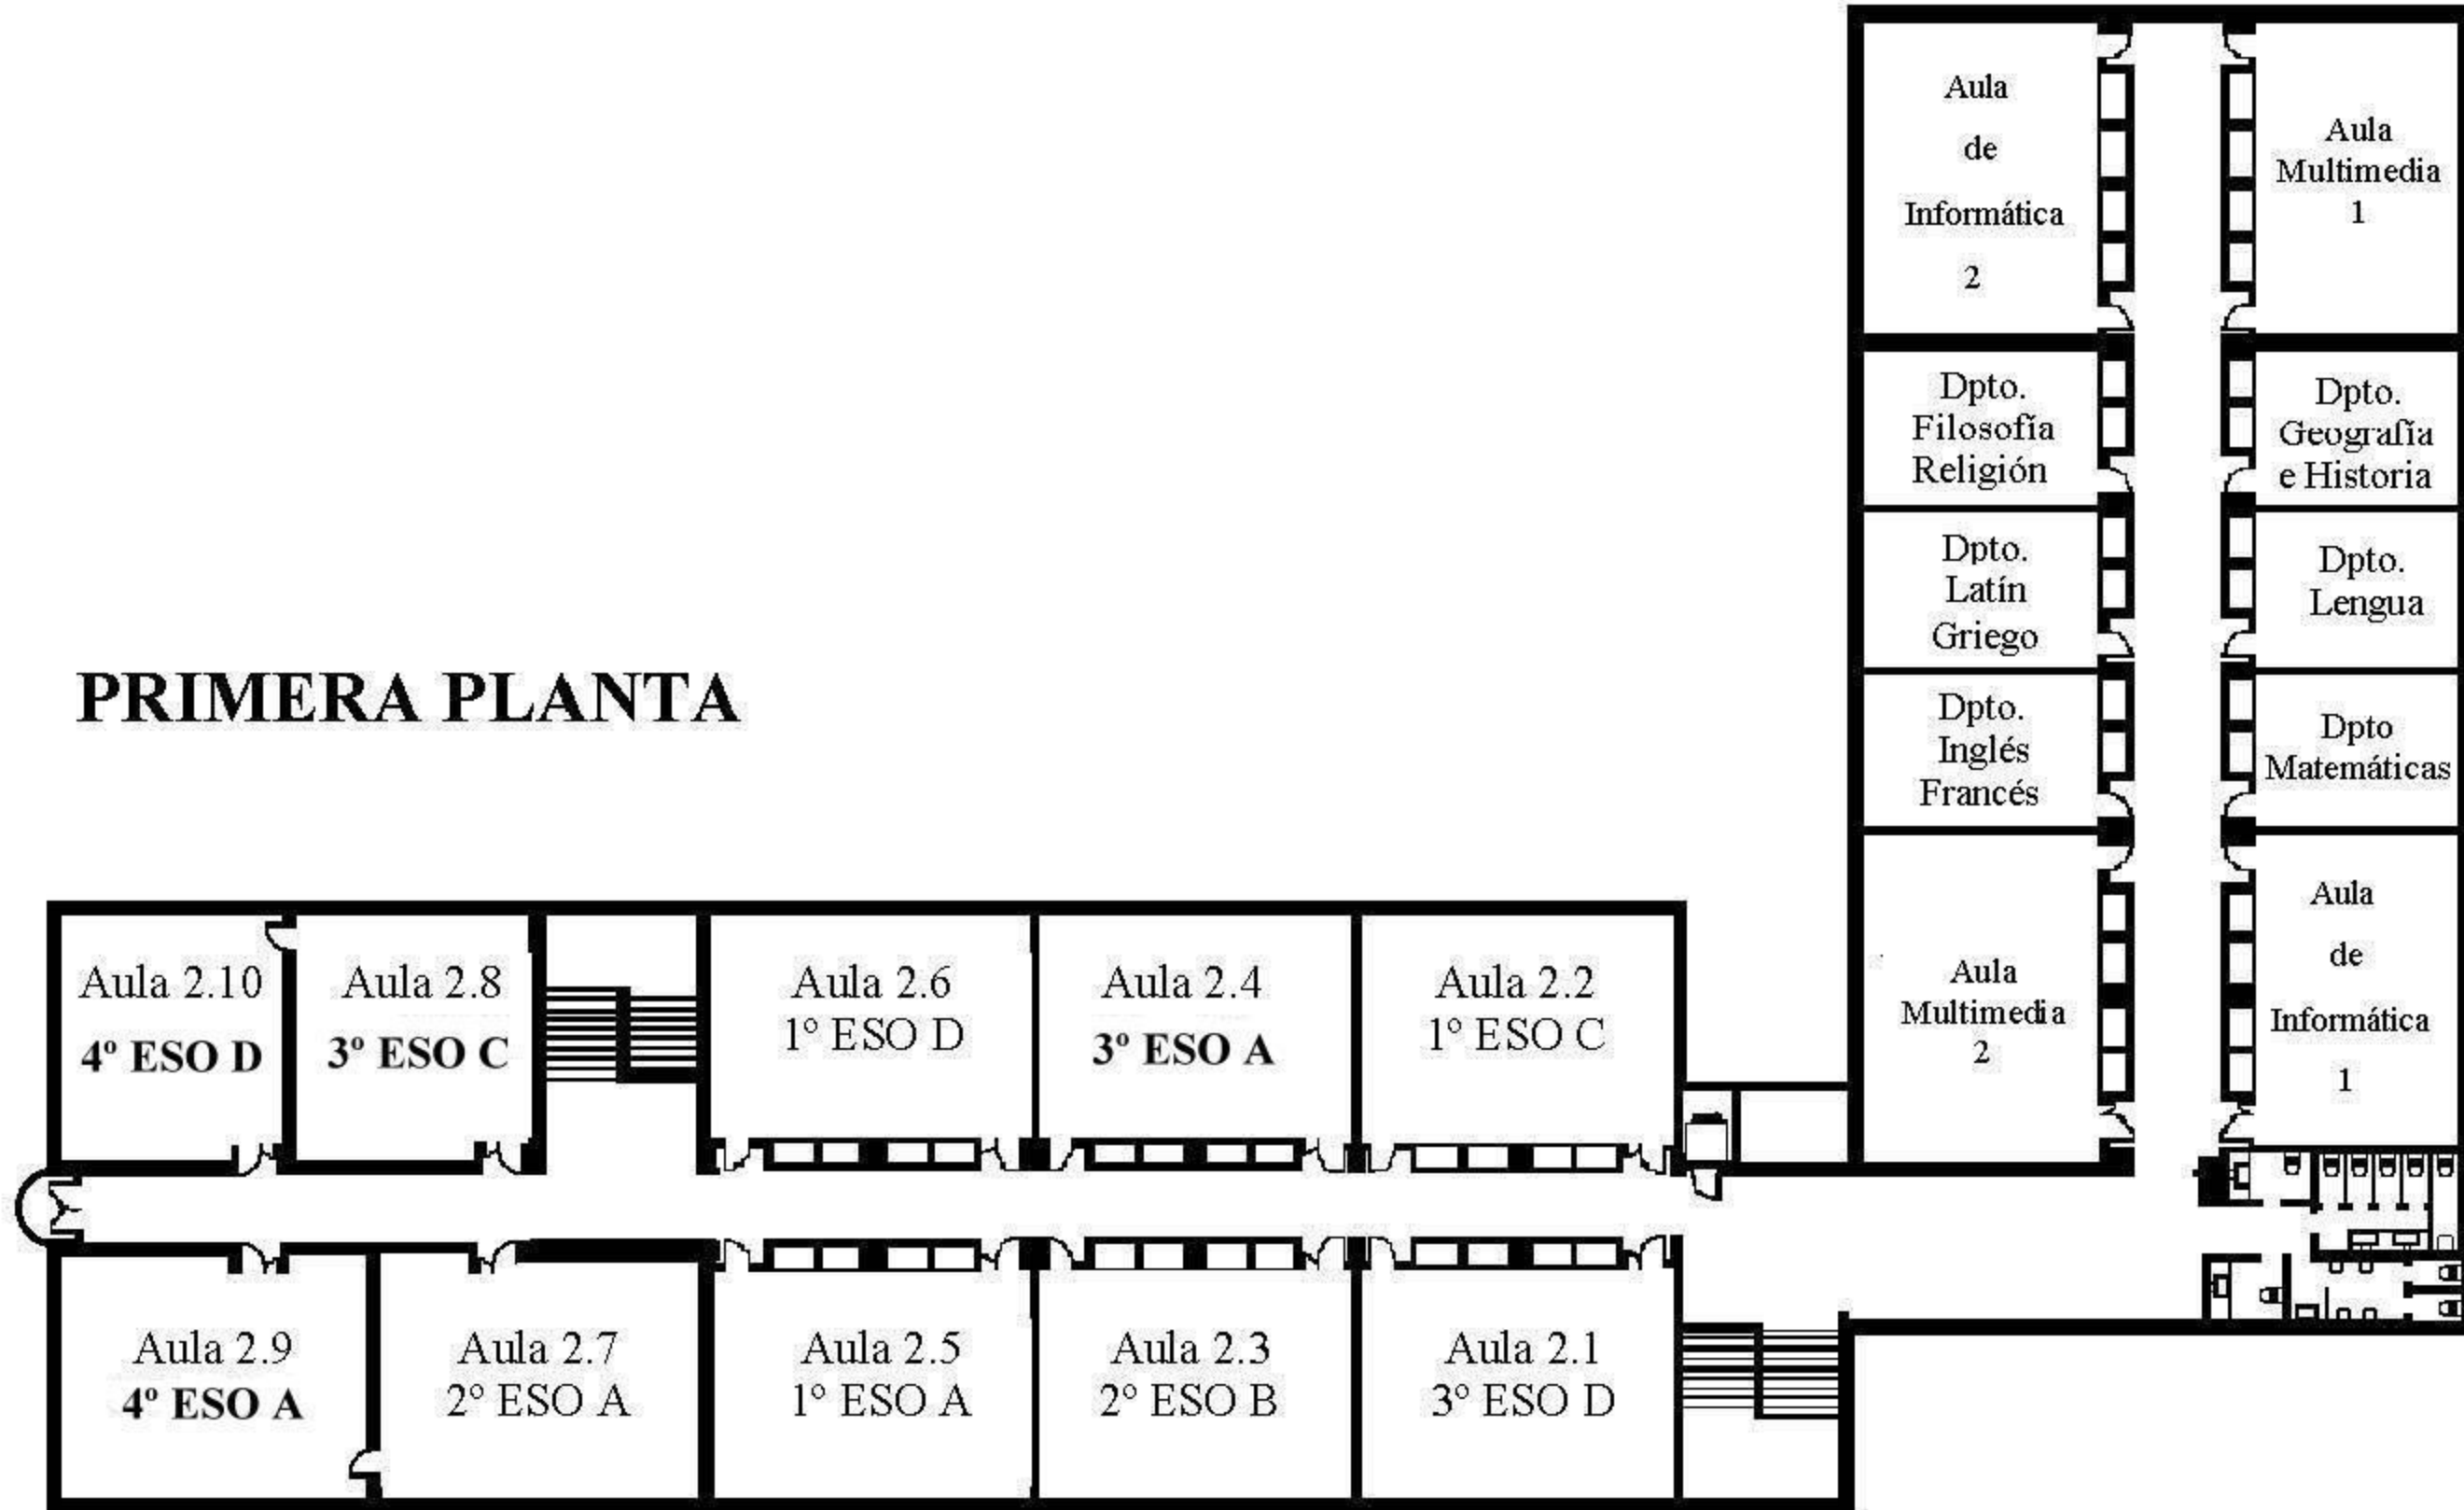 Aula
de
Informática
2
Aula
Multimedia
1
Dpto.
Filosofía
Religión
Dpto.
Geografía
e Historia
Dpto.
Latín
Griego
Dpto.
Lengua
PRIMERA PLANTA
Dpto.
Inglés
Francés
Dpto
Matemáticas
Aula
Multimedia
2
Aula
de
Informática
1
Aula 2.10
4º ESO D
Aula 2.8
3º ESO C
Aula 2.6
1º ESO D
Aula 2.4
3º ESO A
Aula 2.2
1º ESO C
Aula 2.9
4º ESO A
Aula 2.7
2º ESO A
Aula 2.5
1º ESO A
Aula 2.3
2º ESO B
Aula 2.1
3º ESO D